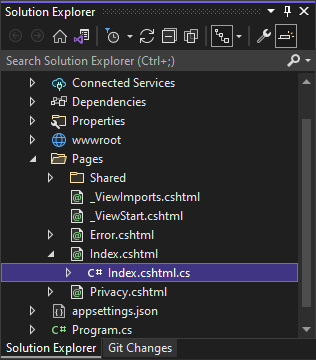 Solution Explorer
Search Solution Explorer (Ctrl+;)
Connected Services
Dependencies
Properties
wwwroot
Pages
Shared
_ViewImports.cshtml
_ViewStart.cshtml
Error.cshtml
Index.cshtml
C# Index.cshtml.cs
Privacy.cshtml
appsettings.json
C# Program.cs
Solution Explorer Git Changes